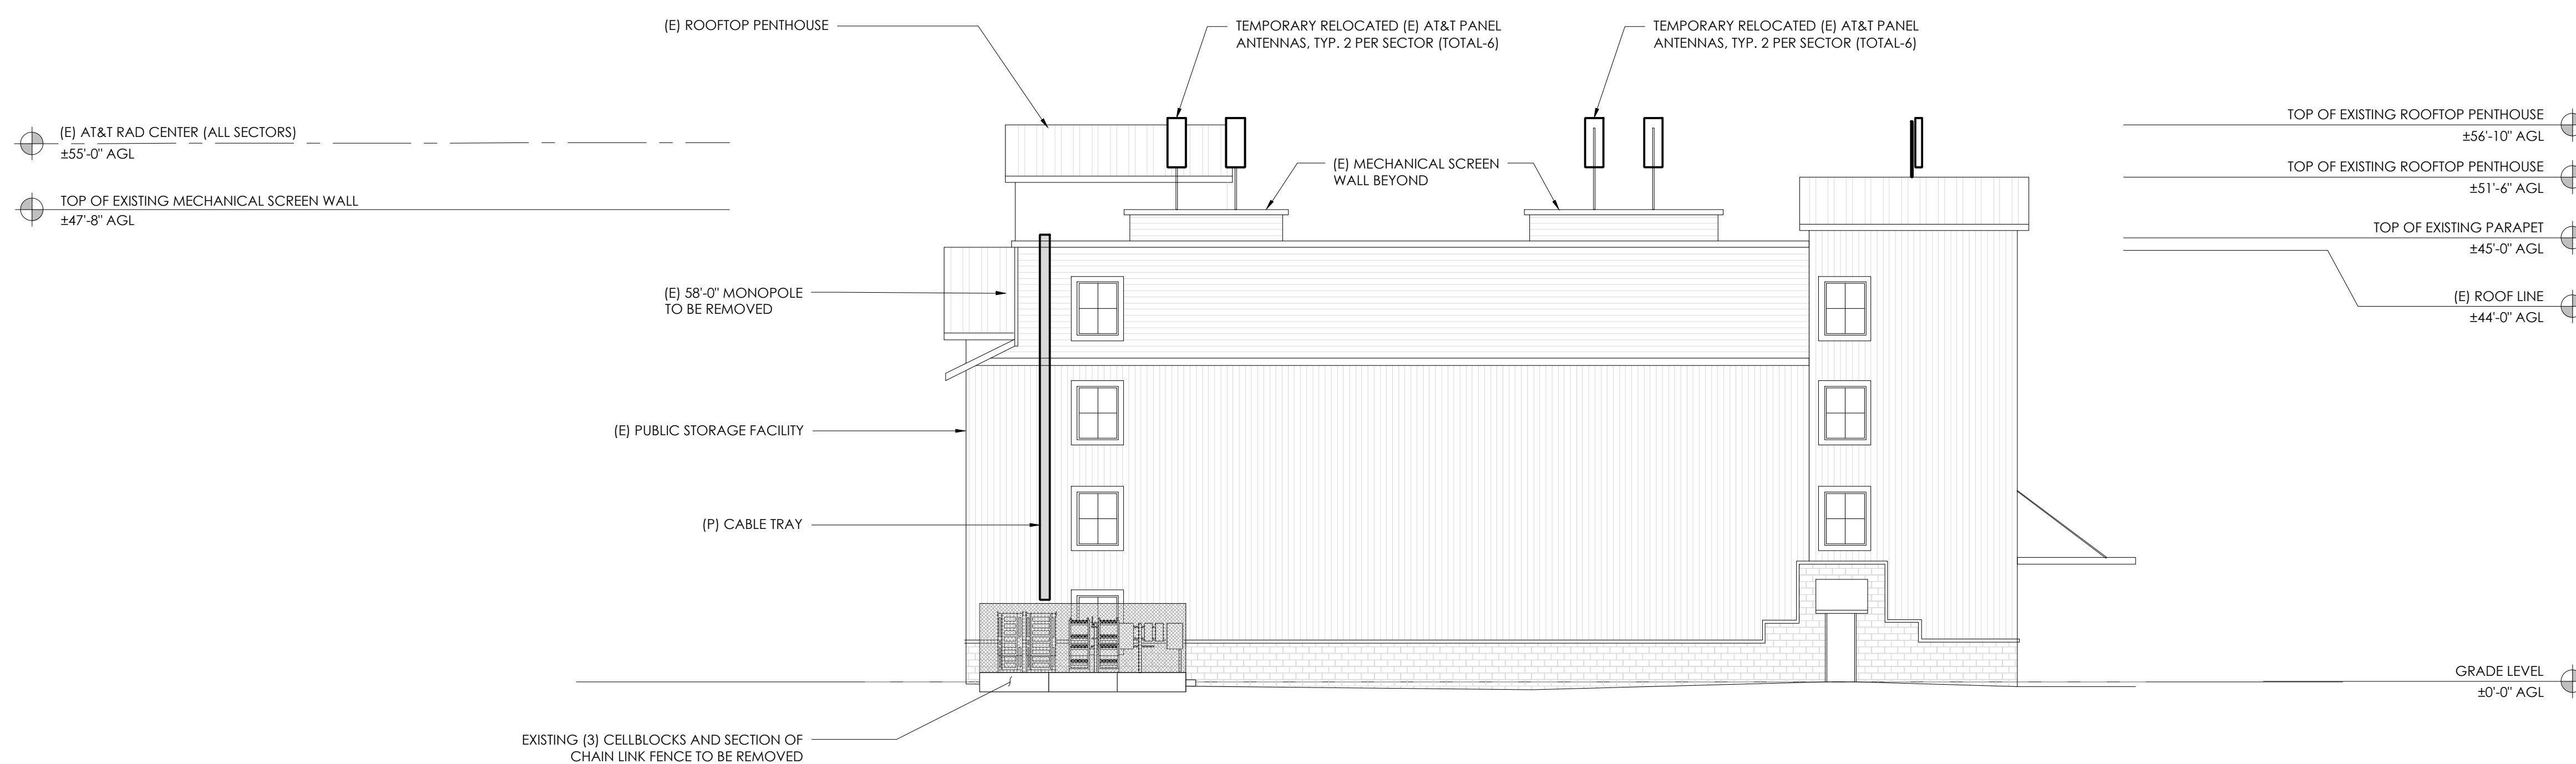 (E) ROOFTOP PENTHOUSE
TEMPORARY RELOCATED (E) AT&T PANEL
ANTENNAS, TYP. 2 PER SECTOR (TOTAL-6)
TEMPORARY RELOCATED (E) AT&T PANEL
ANTENNAS, TYP. 2 PER SECTOR (TOTAL-6)
(E) AT&T RAD CENTER (ALL SECTORS)
±55'-0" AGL
TOP OF EXISTING MECHANICAL SCREEN WALL
±47'-8" AGL
(E) MECHANICAL SCREEN
WALL BEYOND
TOP OF EXISTING ROOFTOP PENTHOUSE
±56'-10" AGL
TOP OF EXISTING ROOFTOP PENTHOUSE
±51'-6" AGL
TOP OF EXISTING PARAPET
±45'-0" AGL
(E) ROOF LINE
±44'-0" AGL
(E) 58'-0" MONOPOLE
TO BE REMOVED
(E) PUBLIC STORAGE FACILITY
(P) CABLE TRAY
GRADE LEVEL
±0'-0" AGL
EXISTING (3) CELLBLOCKS AND SECTION OF
CHAIN LINK FENCE TO BE REMOVED